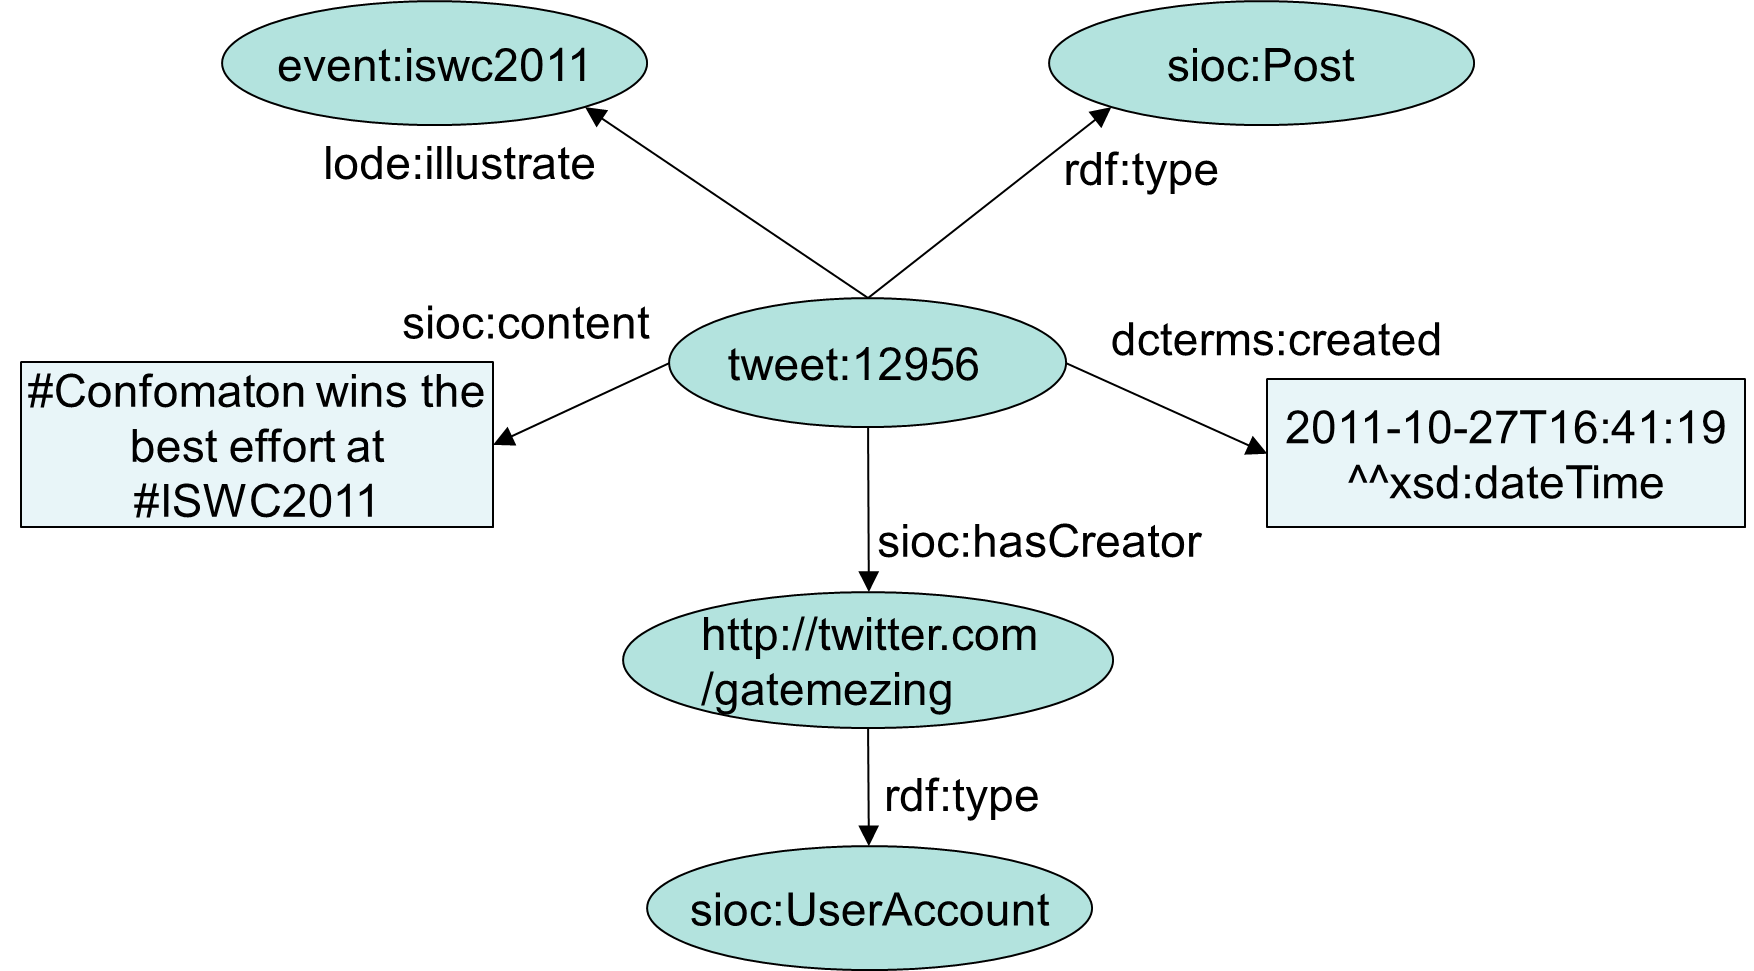 event:iswc2011
sioc:Post
lode:illustrate
rdf:type
sioc:content
tweet:12956
dcterms:created
#Confomaton wins the
best effort at
#ISWC2011
2011-10-27T16:41:19
^^xsd:dateTime
sioc:hasCreator
http://twitter.com
/gatemezing
rdf:type
sioc:UserAccount